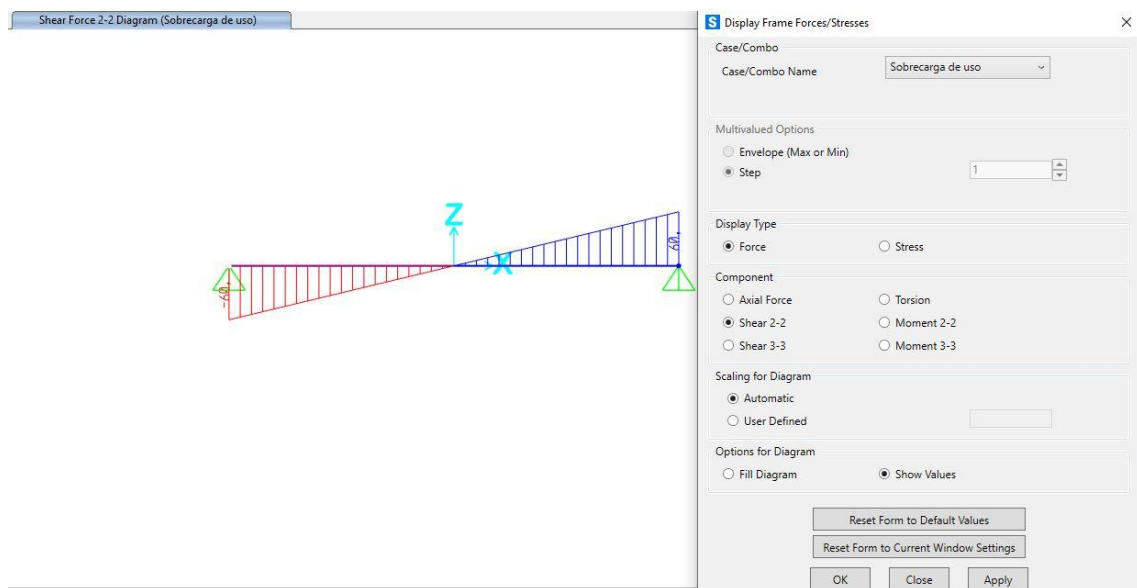 Shear Force 2-2 Diagram (Sobrecarga de uso)
Z
X
-60.
60.
S Display Frame Forces/Stresses
Case/Combo
Case/Combo Name
Sobrecarga de uso
Multivalued Options
Envelope (Max or Min)
Step
1
Display Type
Force
Stress
Component
Axial Force
Torsion
Shear 2-2
Moment 2-2
Shear 3-3
Moment 3-3
Scaling for Diagram
Automatic
User Defined
Options for Diagram
Fill Diagram
Show Values
Reset Form to Default Values
Reset Form to Current Window Settings
OK
Close
Apply